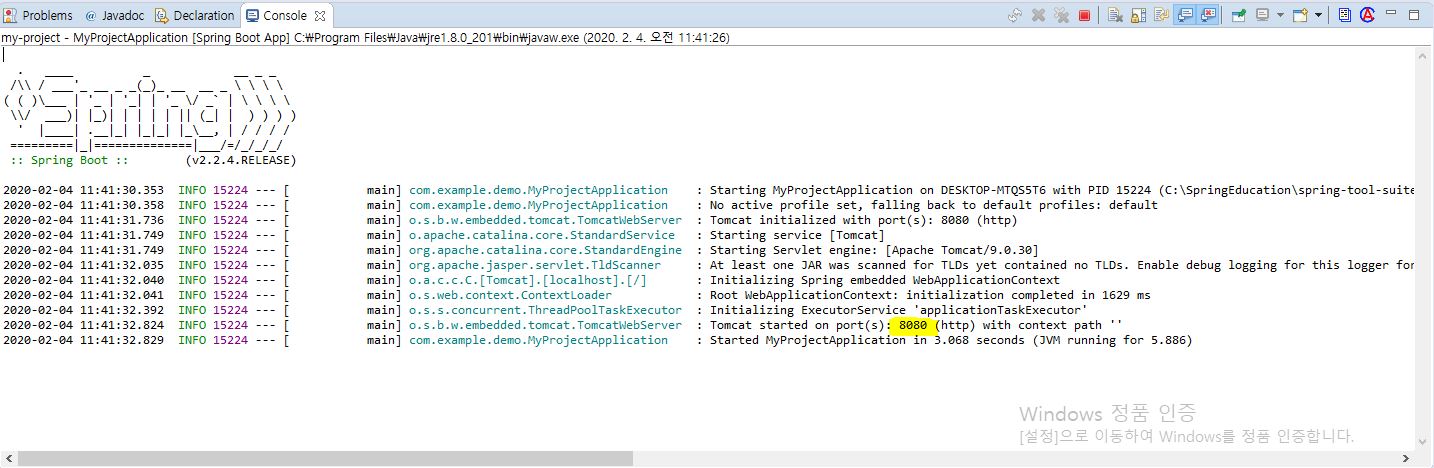 Problems @ Javadoc Declaration Console
my-project - MyProjectApplication [Spring Boot App] C:₩Program Files₩Java₩jre1.8.0_201₩bin₩javaw.exe (2020. 2. 4. 오전 11:41:26)
Spring
:: Spring Boot ::        (v2.2.4.RELEASE)
2020-02-04 11:41:30.353  INFO 15224 --- [           main] com.example.demo.MyProjectApplication    : Starting MyProjectApplication on DESKTOP-MTQS5T6 with PID 15224 (C:\SpringEducation\spring-tool-suite
2020-02-04 11:41:30.358  INFO 15224 --- [           main] com.example.demo.MyProjectApplication    : No active profile set, falling back to default profiles: default
2020-02-04 11:41:31.736  INFO 15224 --- [           main] o.s.b.w.embedded.tomcat.TomcatWebServer  : Tomcat initialized with port(s): 8080 (http)
2020-02-04 11:41:31.749  INFO 15224 --- [           main] o.apache.catalina.core.StandardService   : Starting service [Tomcat]
2020-02-04 11:41:31.749  INFO 15224 --- [           main] org.apache.catalina.core.StandardEngine  : Starting Servlet engine: [Apache Tomcat/9.0.30]
2020-02-04 11:41:32.035  INFO 15224 --- [           main] org.apache.jasper.servlet.TldScanner     : At least one JAR was scanned for TLDs yet contained no TLDs. Enable debug logging for this logger for
2020-02-04 11:41:32.040  INFO 15224 --- [           main] o.a.c.c.C.[Tomcat].[localhost].[/]       : Initializing Spring embedded WebApplicationContext
2020-02-04 11:41:32.041  INFO 15224 --- [           main] o.s.web.context.ContextLoader            : Root WebApplicationContext: initialization completed in 1629 ms
2020-02-04 11:41:32.392  INFO 15224 --- [           main] o.s.s.concurrent.ThreadPoolTaskExecutor  : Initializing ExecutorService 'applicationTaskExecutor'
2020-02-04 11:41:32.824  INFO 15224 --- [           main] o.s.b.w.embedded.tomcat.TomcatWebServer  : Tomcat started on port(s): 8080 (http) with context path ''
2020-02-04 11:41:32.829  INFO 15224 --- [           main] com.example.demo.MyProjectApplication    : Started MyProjectApplication in 3.068 seconds (JVM running for 5.886)
Windows 정품 인증
[설정]으로 이동하여 Windows를 정품 인증합니다.